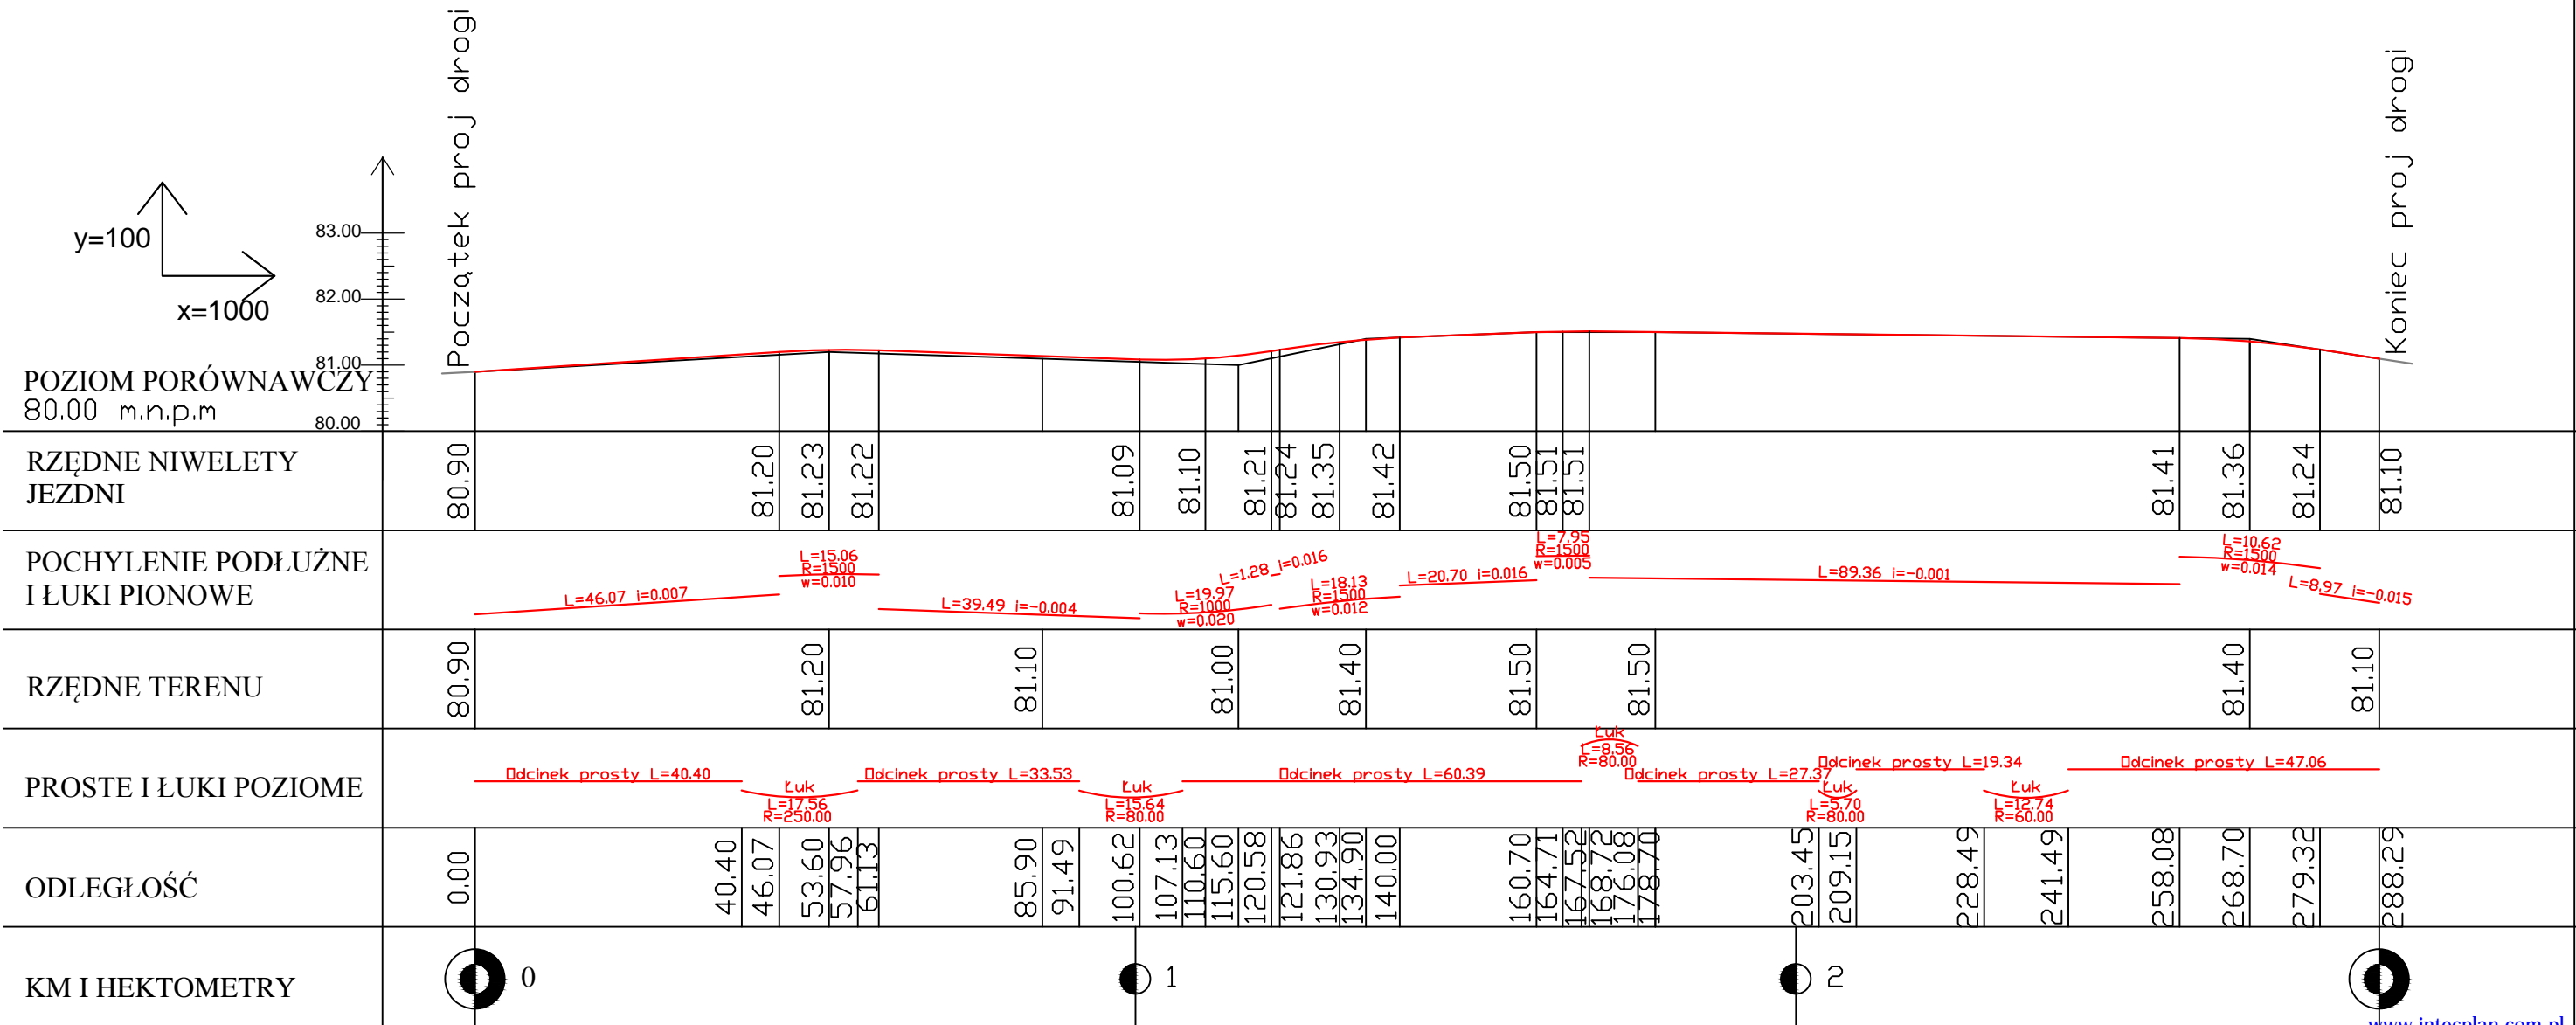 Początek proj drogi
Koniec proj drogi
y=100
x=1000
83.00
82.00
81.00
80.00
POZIOM PORÓWNAWCZY
80.00 m.n.p.m
RZĘDNE NIWELETY
JEZDNI
80.90
81.20
81.23
81.22
81.09
81.10
81.21
81.24
81.35
81.42
81.50
81.51
81.51
81.41
81.36
81.24
81.10
POCHYLENIE PODŁUŻNE
I ŁUKI PIONOWE
L=46.07 i=0.007
L=15.06
R=1500
w=0.010
L=39.49 i=-0.004
L=19.97
R=1000
w=0.020
L=1.28 i=0.016
L=18.13
R=1500
w=0.012
L=20.70 i=0.016
L=7.95
R=1500
w=0.005
L=89.36 i=-0.001
L=10.62
R=1500
w=0.014
L=8.97 i=-0.015
RZĘDNE TERENU
80.90
81.20
81.10
81.00
81.40
81.50
81.50
81.40
81.10
PROSTE I ŁUKI POZIOME
Odcinek prosty L=40.40
Łuk
L=17.56
R=250.00
Odcinek prosty L=33.53
Łuk
L=15.64
R=80.00
Odcinek prosty L=60.39
Łuk
L=8.56
R=80.00
Odcinek prosty L=27.37
Łuk
L=5.70
R=80.00
Odcinek prosty L=19.34
Łuk
L=12.74
R=60.00
Odcinek prosty L=47.06
ODLEGŁOŚĆ
0.00
40.40
46.07
53.60
57.96
61.13
85.90
91.49
100.62
107.13
110.60
115.60
120.58
121.86
130.93
134.90
140.00
160.70
164.71
167.52
168.72
176.08
178.70
203.45
209.15
228.49
241.49
258.08
268.70
279.32
288.29
KM I HEKTOMETRY
0
1
2
www.intecplan.com.pl